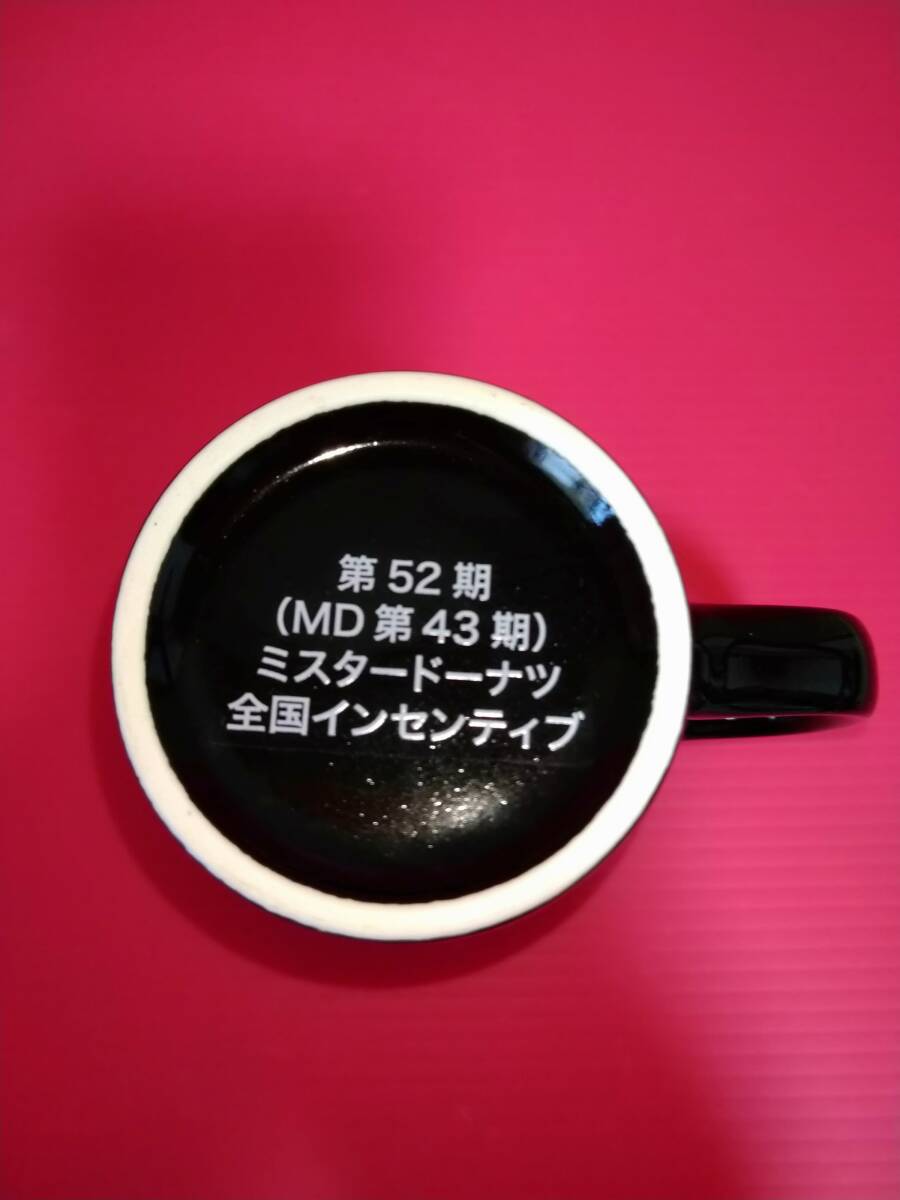 第52期
（MD第43期）
ミスタードーナツ
全国インセンティブ